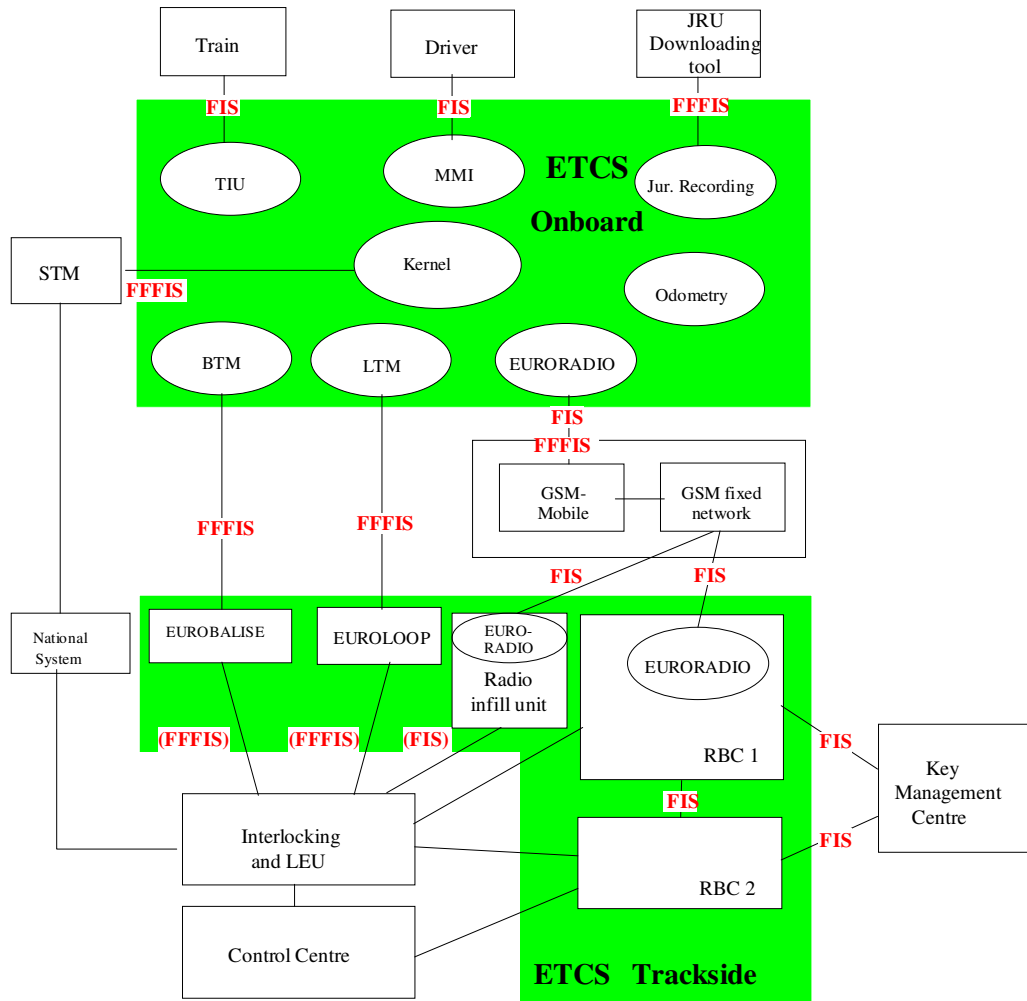 Train
Driver
JRU
Downloading
tool
FIS
FIS
FFFIS
TIU
MMI
ETCS
Jur. Recording
Onboard
STM
Kernel
FFFIS
Odometry
BTM
LTM
EURORADIO
FIS
FFFIS
GSM-
Mobile
GSM fixed
network
FFFIS
FFFIS
FIS
FIS
National
System
EUROBALISE
EUROLOOP
EURO-
RADIO
Radio
infill unit
EURORADIO
(FFFIS)
(FFFIS)
(FIS)
RBC 1
FIS
Key
Management
Centre
FIS
FIS
Interlocking
and LEU
RBC 2
Control Centre
ETCS Trackside